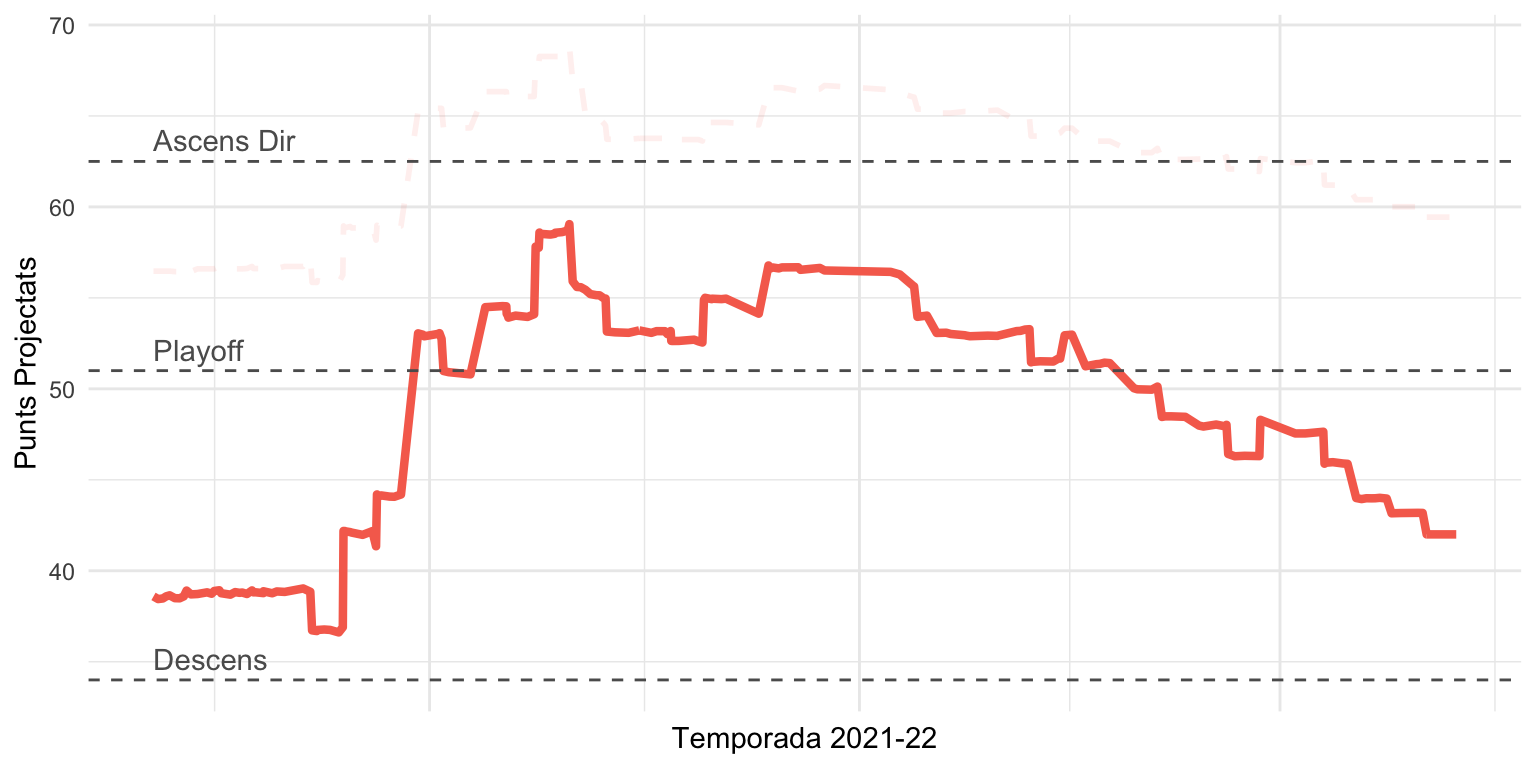 70
Ascens Dir
60
Playoff
50
40
Descens
Punts Projectats
Temporada 2021-22